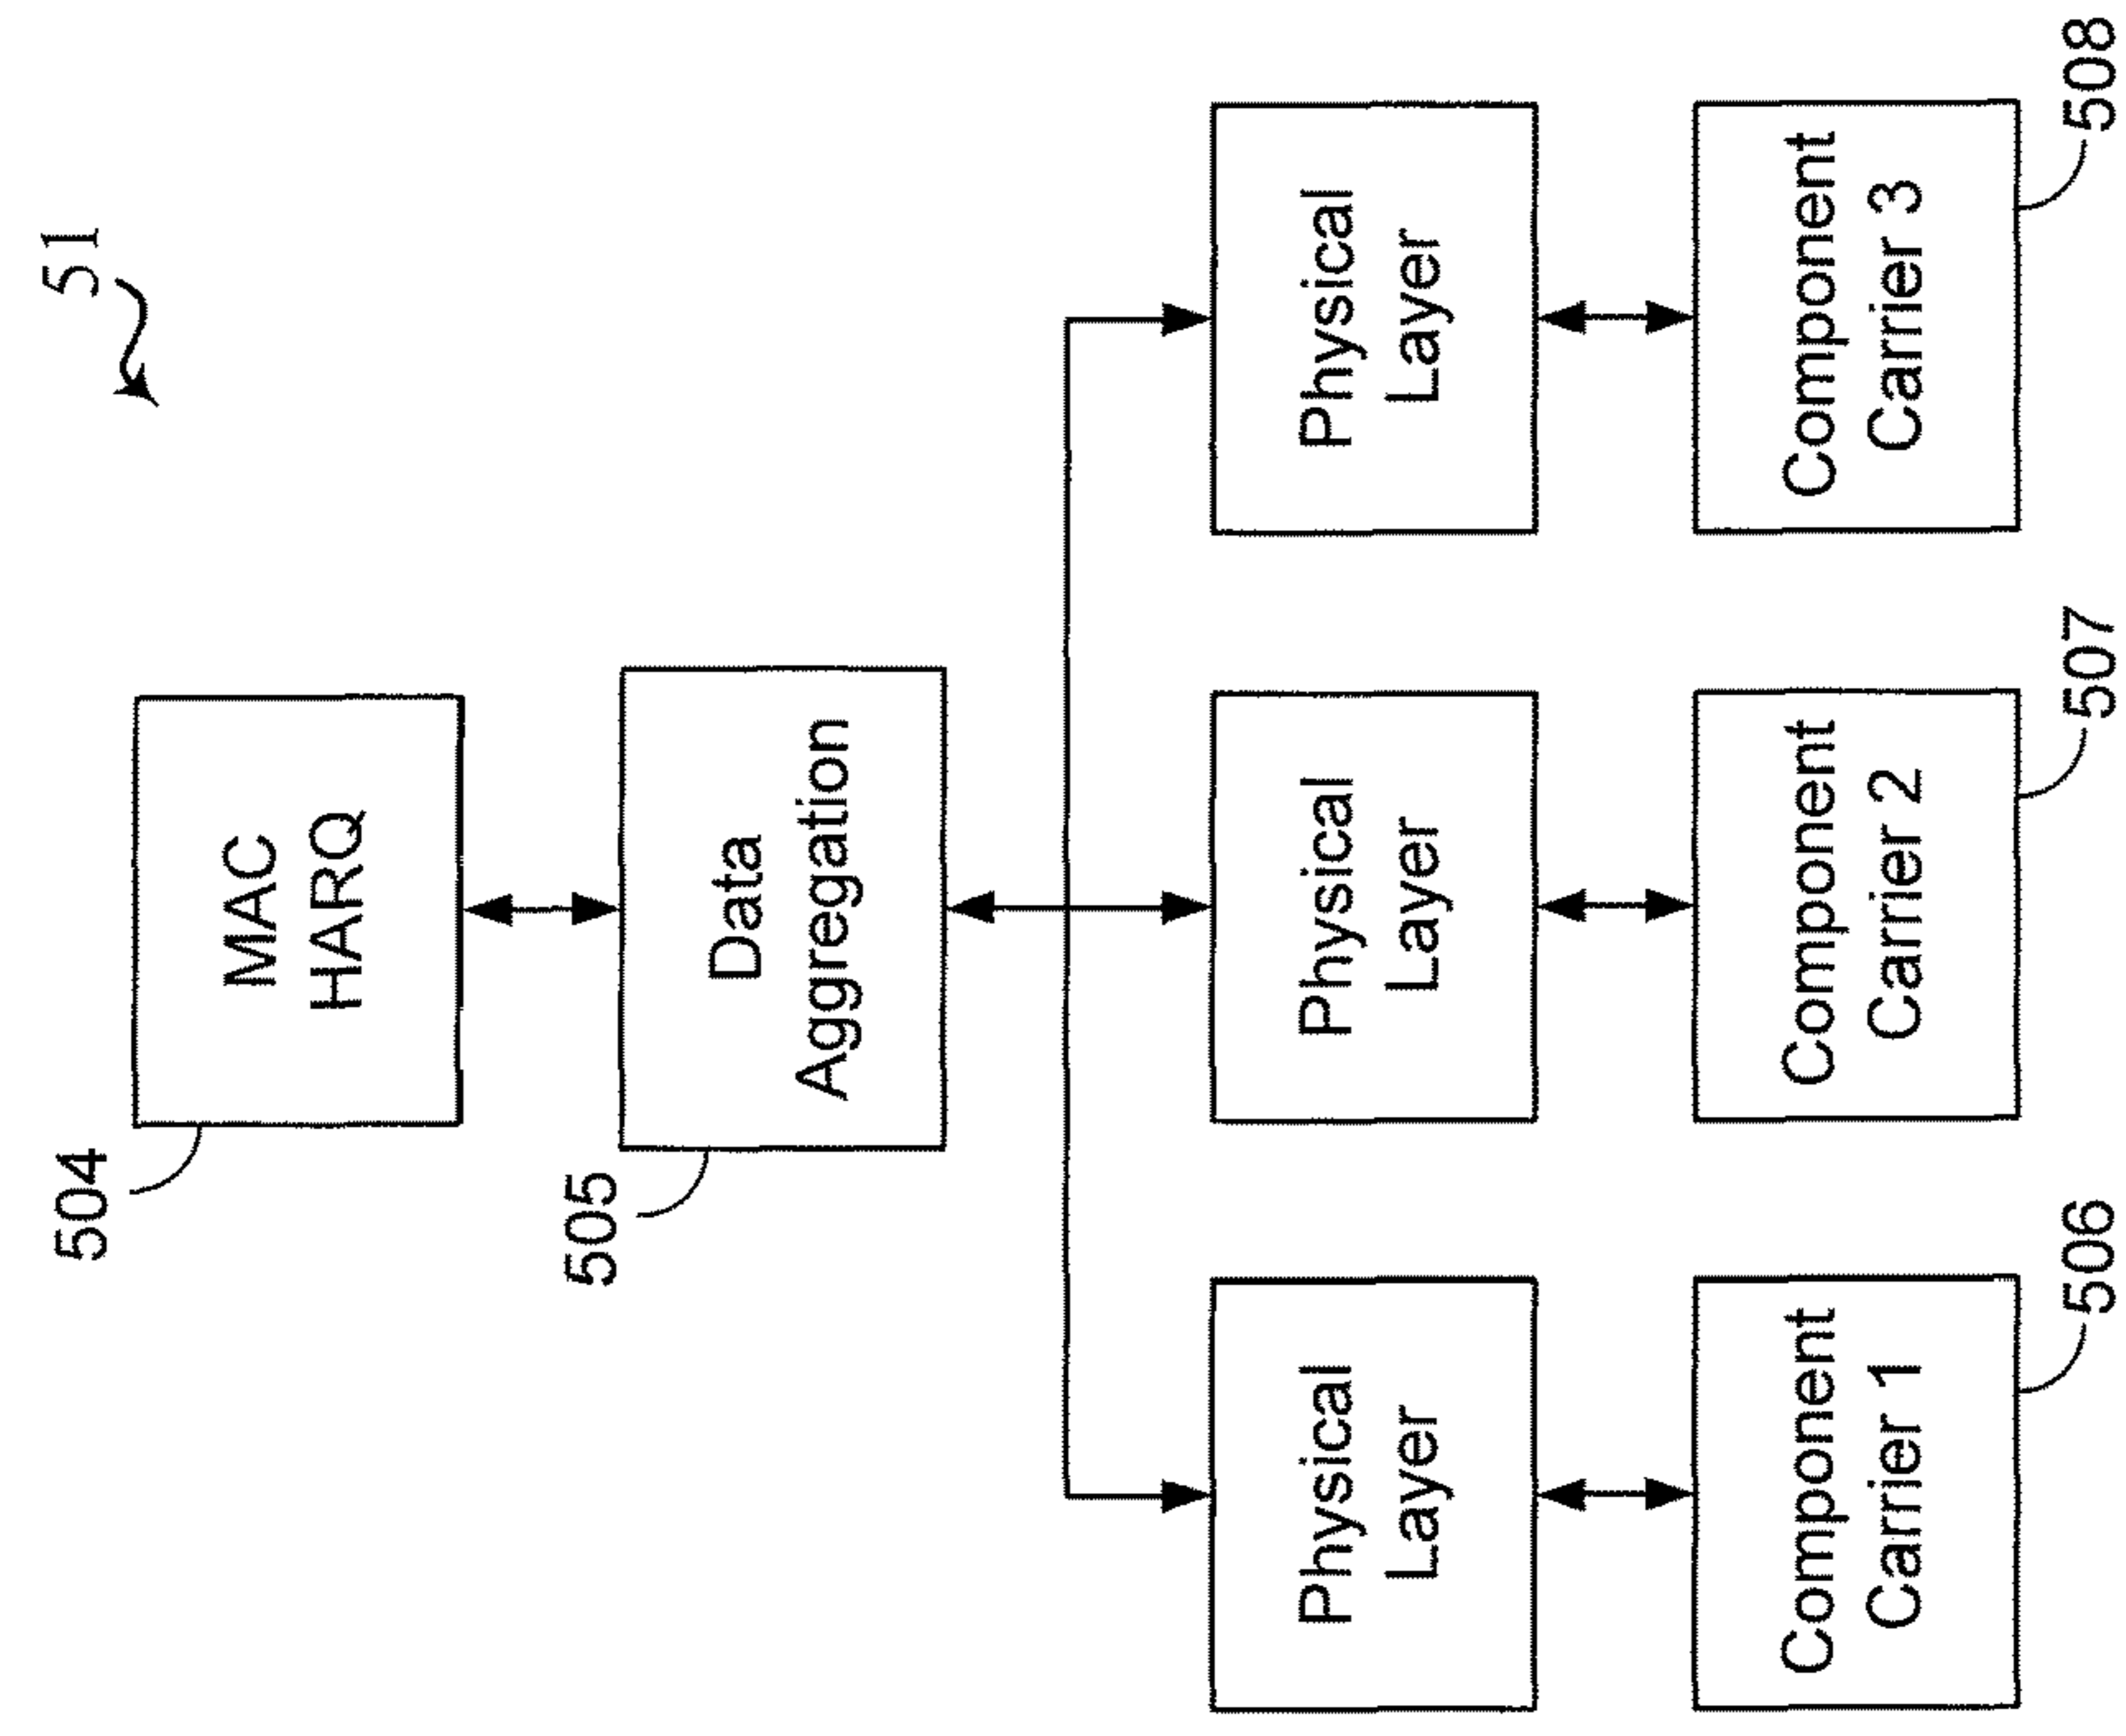 51
504
MAC
HARQ
505
Data
Aggregation
Physical
Layer
Physical
Layer
Physical
Layer
Component
Carrier 1
Component
Carrier 2
Component
Carrier 3
506
507
508